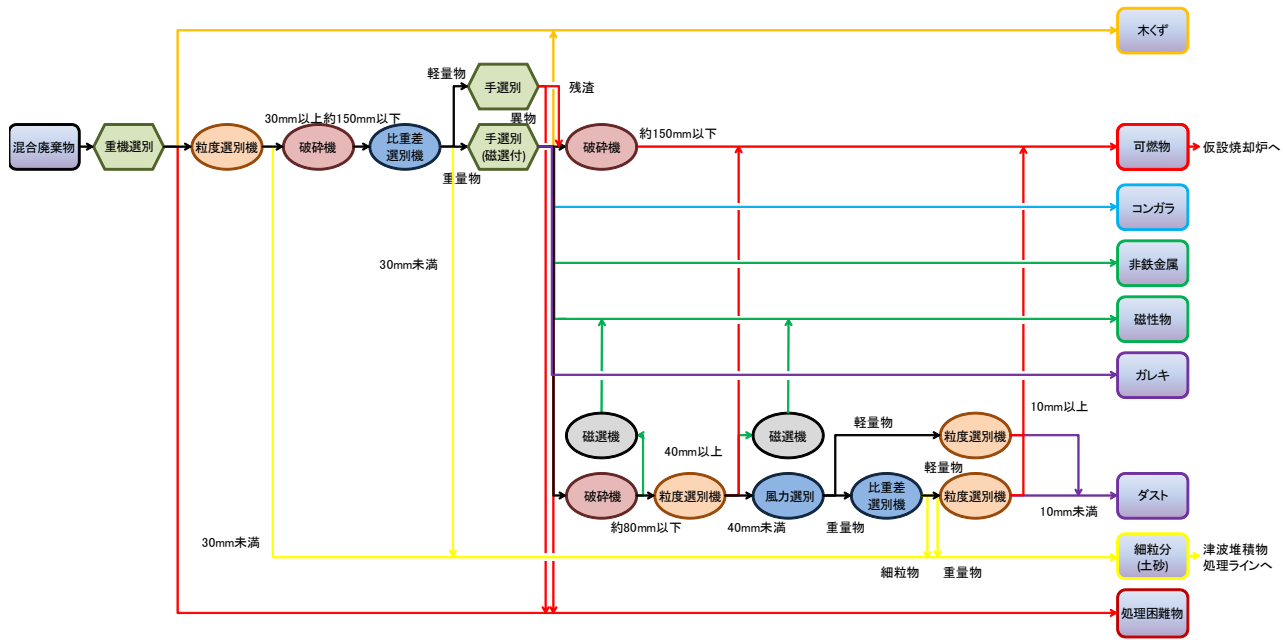 木くず
軽量物
手選別
残渣
異物
30mm以上約150mm以下
混合廃棄物
重機選別
粒度選別機
破砕機
比重差
選別機
手選別
(磁選付)
重量物
破砕機
約150mm以下
可燃物
仮設焼却炉へ
コンガラ
30mm未満
非鉄金属
磁性物
ガレキ
磁選機
40mm以上
磁選機
軽量物
粒度選別機
10mm以上
破砕機
約80mm以下
粒度選別機
40mm未満
風力選別
重量物
比重差
選別機
軽量物
粒度選別機
10mm未満
ダスト
30mm未満
細粒物
重量物
細粒分
(土砂)
津波堆積物
処理ラインへ
処理困難物